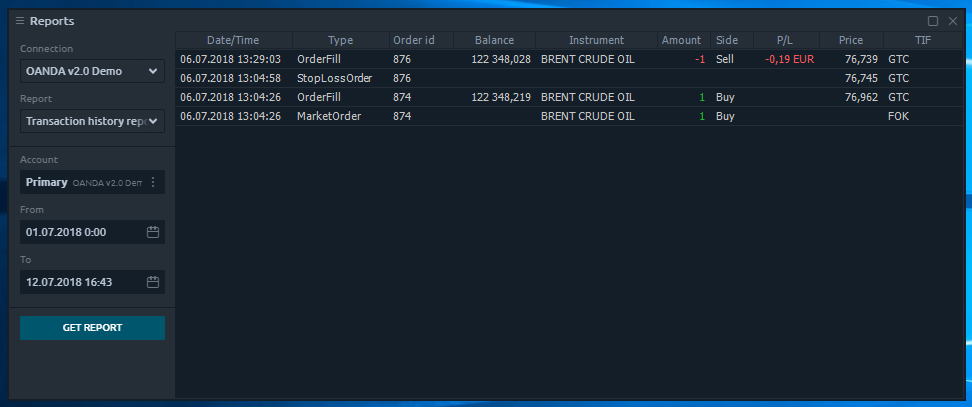 Reports
Connection
OANDA v2.0 Demo
Report
Transaction history rep
Account
Primary OANDA v2.0 Dem
From
01.07.2018 0:00
To
12.07.2018 16:43
GET REPORT
Date/Time Type Order id Balance Instrument Amount Side P/L Price TIF
06.07.2018 13:29:03 OrderFill 876 122 348,028 BRENT CRUDE OIL -1 Sell -0,19 EUR 76,739 GTC
06.07.2018 13:04:58 StopLossOrder 876 76,745 GTC
06.07.2018 13:04:26 OrderFill 874 122 348,219 BRENT CRUDE OIL 1 Buy 76,962 GTC
06.07.2018 13:04:26 MarketOrder 874 BRENT CRUDE OIL 1 Buy FOK